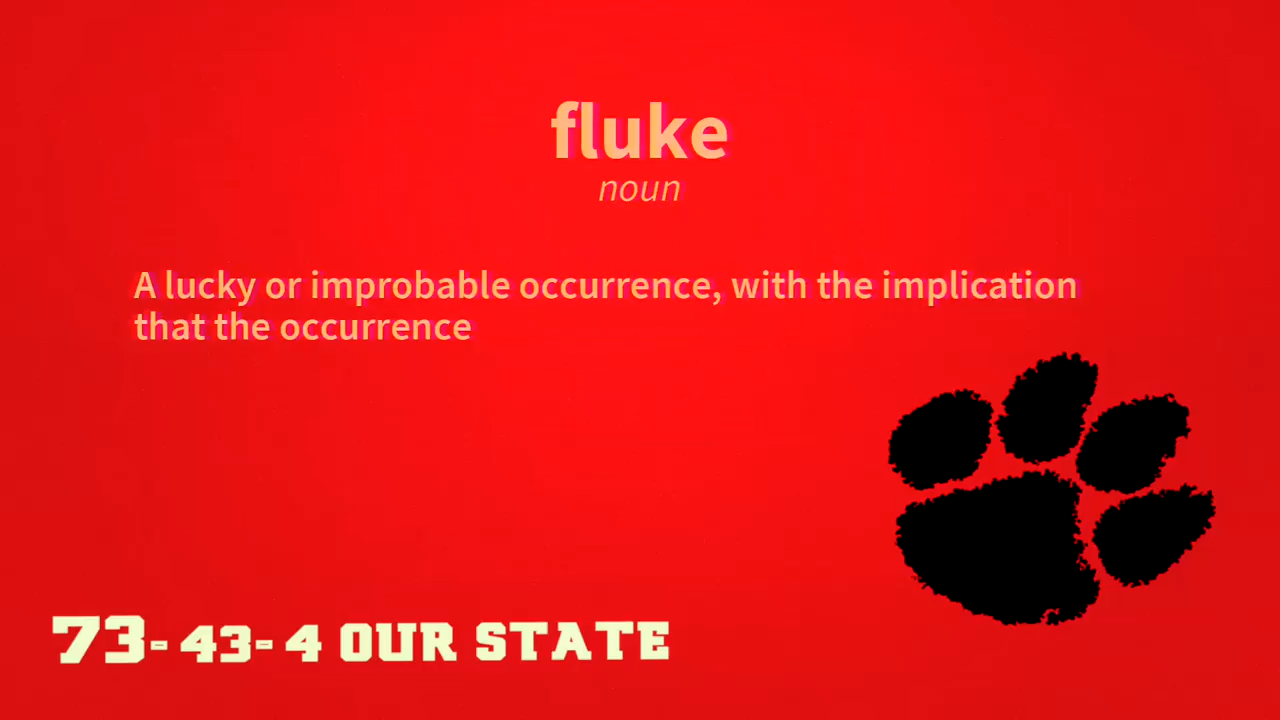 fluke
noun
A lucky or improbable occurrence, with the implication
that the occurrence
73- 43- 4 OUR STATE